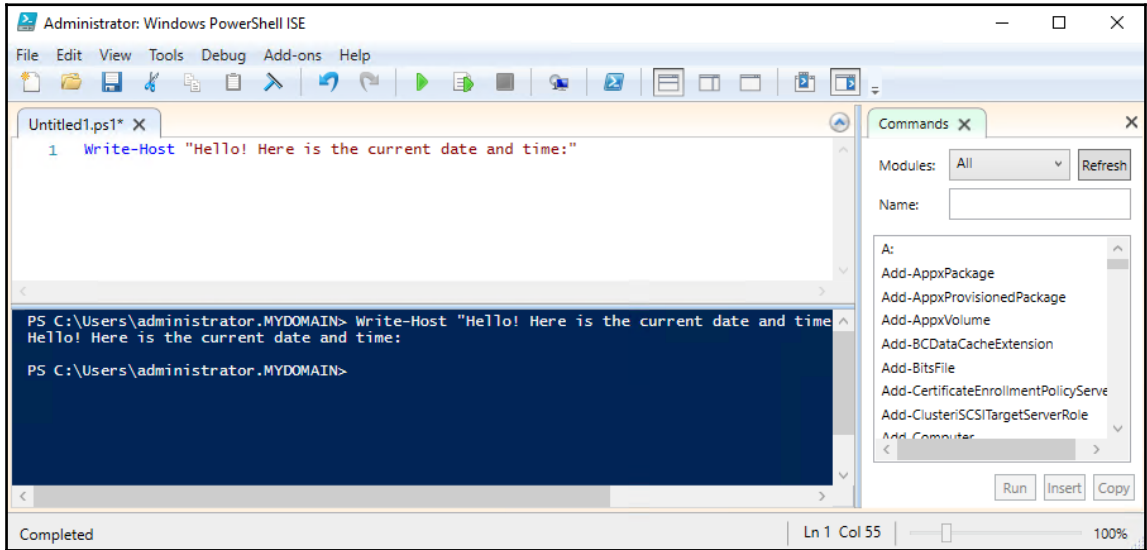 Administrator: Windows PowerShell ISE
File Edit View Tools Debug Add-ons Help
Untitled1.ps1* X
1 Write-Host "Hello! Here is the current date and time:"
PS C:\Users\administrator.MYDOMAIN> Write-Host "Hello! Here is the current date and time
Hello! Here is the current date and time:
PS C:\Users\administrator.MYDOMAIN>
Commands X
Modules: All Refresh
Name:
A:
Add-AppxPackage
Add-AppxProvisionedPackage
Add-AppxVolume
Add-BCDataCacheExtension
Add-BitsFile
Add-CertificateEnrollmentPolicyServe
Add-ClusteriSCSITargetServerRole
Add-Computer
Run Insert Copy
Completed Ln 1 Col 55 100%